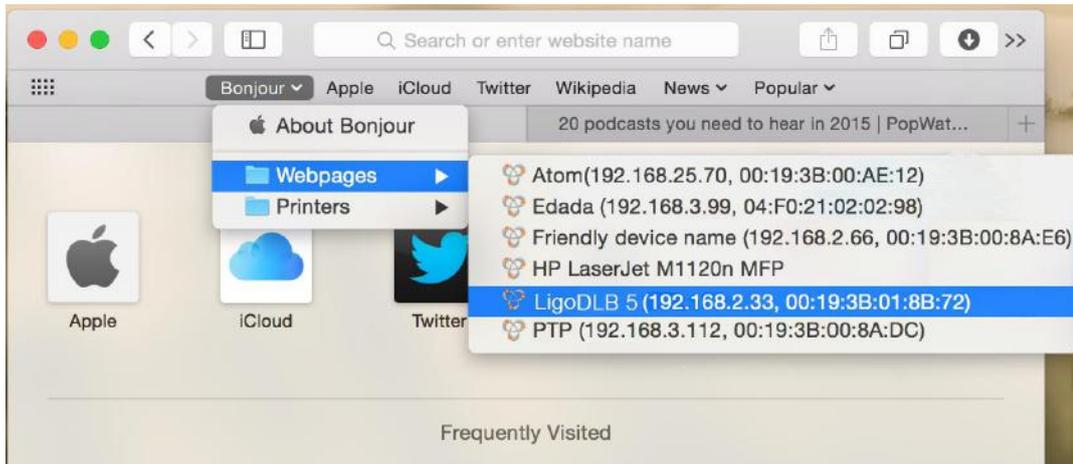 Search or enter website name
Bonjour Apple iCloud Twitter Wikipedia News Popular
About Bonjour
20 podcasts you need to hear in 2015 | PopWat...
Webpages
Printers
Atom(192.168.25.70, 00:19:3B:00:AE:12)
Edada (192.168.3.99, 04:F0:21:02:02:98)
Friendly device name (192.168.2.66, 00:19:3B:00:8A:E6)
HP LaserJet M1120n MFP
LigoDLB 5 (192.168.2.33, 00:19:3B:01:8B:72)
PTP (192.168.3.112, 00:19:3B:00:8A:DC)
Apple iCloud Twitter
Frequently Visited